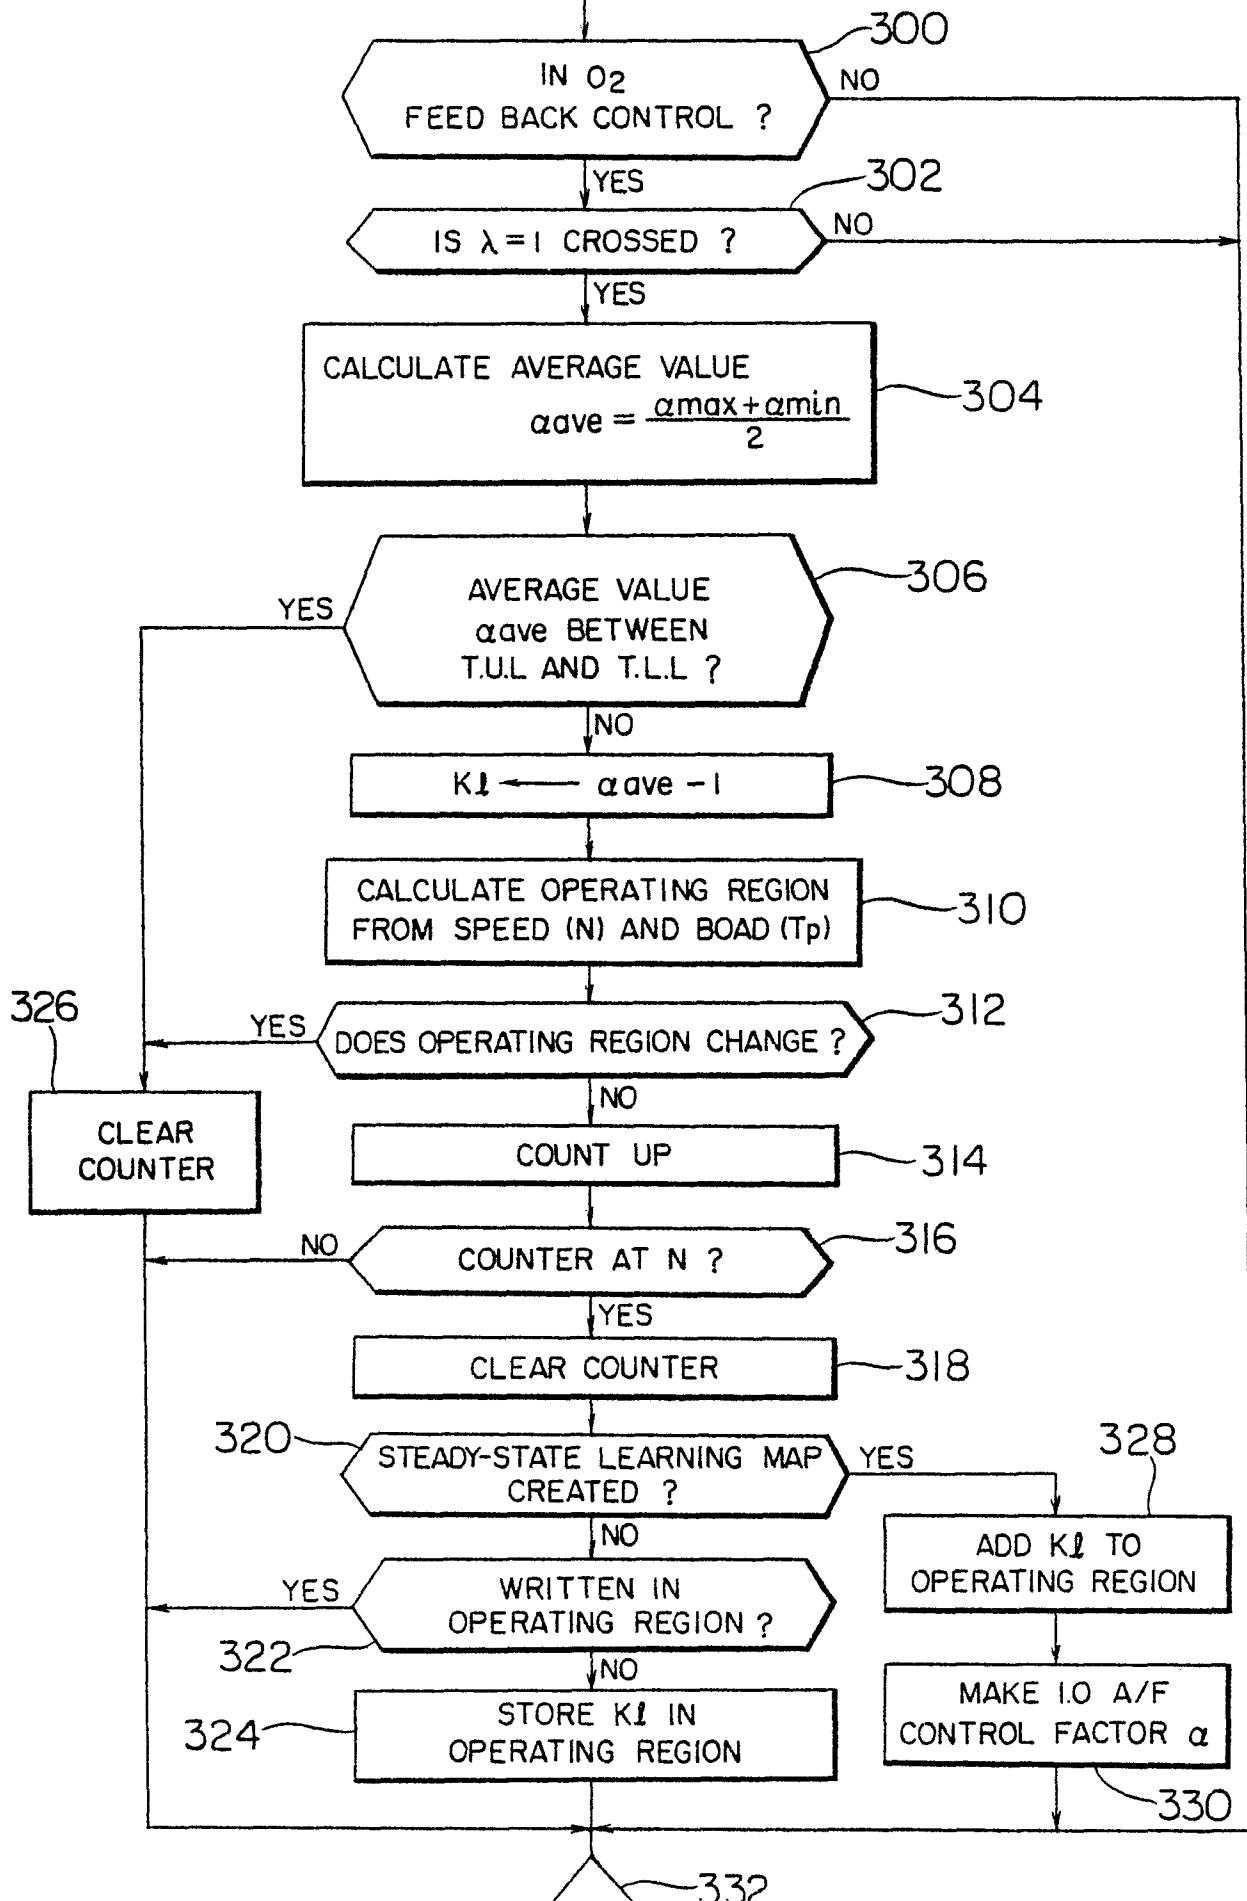 300
IN O2
FEED BACK CONTROL ?
NO
YES
302
IS λ=1 CROSSED ?
NO
YES
CALCULATE AVERAGE VALUE
αave = αmax+αmin
2
304
306
AVERAGE VALUE
αave BETWEEN
T.U.L AND T.L.L ?
YES
NO
Kl ← αave -1
308
CALCULATE OPERATING REGION
FROM SPEED (N) AND BOAD (Tp)
310
326
YES
DOES OPERATING REGION CHANGE ?
312
NO
CLEAR
COUNTER
COUNT UP
314
NO
COUNTER AT N ?
316
YES
CLEAR COUNTER
318
320
STEADY-STATE LEARNING MAP
CREATED ?
YES
328
NO
ADD Kl TO
OPERATING REGION
YES
WRITTEN IN
OPERATING REGION ?
322
NO
324
STORE Kl IN
OPERATING REGION
MAKE 1.0 A/F
CONTROL FACTOR α
330
332